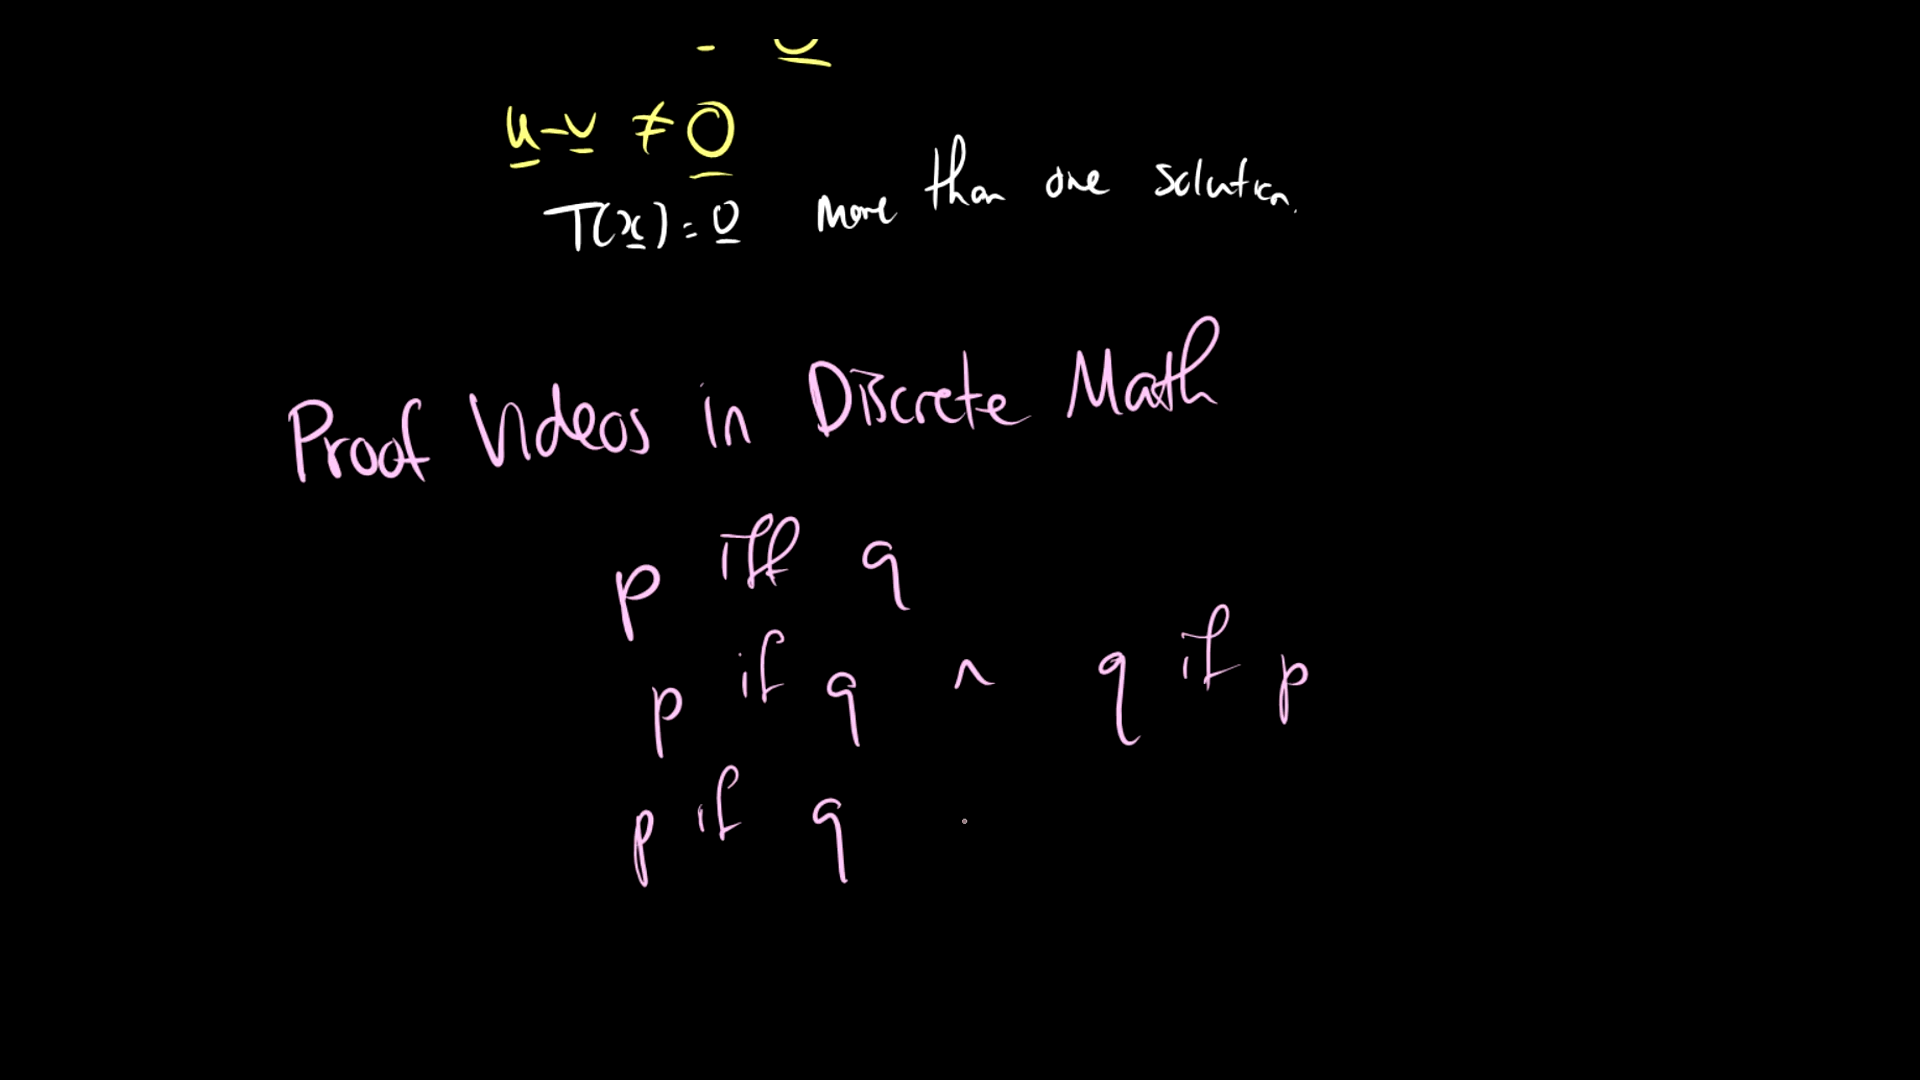 u-v ≠ 0
T(x) = 0 more than one solution.
Proof Videos in Discrete Math
p iff q
p if q ^ q if p
p if q